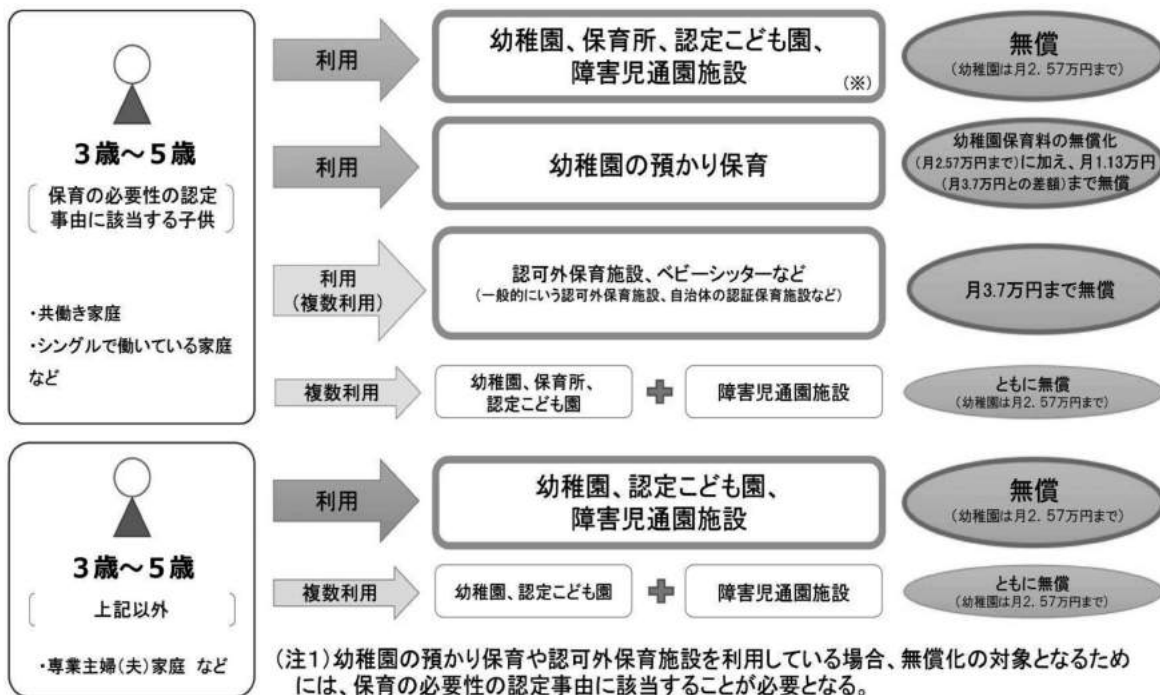 3歳～5歳
保育の必要性の認定
事由に該当する子供
・共働き家庭
・シングルで働いている家庭
など
利用
幼稚園、保育所、認定こども園、
障害児通園施設
(※)
無償
(幼稚園は月2.57万円まで)
利用
幼稚園の預かり保育
幼稚園保育料の無償化
(月2.57万円まで)に加え、月1.13万円
(月3.7万円との差額)まで無償
利用
(複数利用)
認可外保育施設、ベビーシッターなど
(一般的にいう認可外保育施設、自治体の認証保育施設など)
月3.7万円まで無償
複数利用
幼稚園、保育所、
認定こども園
障害児通園施設
ともに無償
(幼稚園は月2.57万円まで)
3歳～5歳
上記以外
・専業主婦(夫)家庭 など
利用
幼稚園、認定こども園、
障害児通園施設
無償
(幼稚園は月2.57万円まで)
複数利用
幼稚園、認定こども園
障害児通園施設
ともに無償
(幼稚園は月2.57万円まで)
(注1)幼稚園の預かり保育や認可外保育施設を利用している場合、無償化の対象となるため
には、保育の必要性の認定事由に該当することが必要となる。